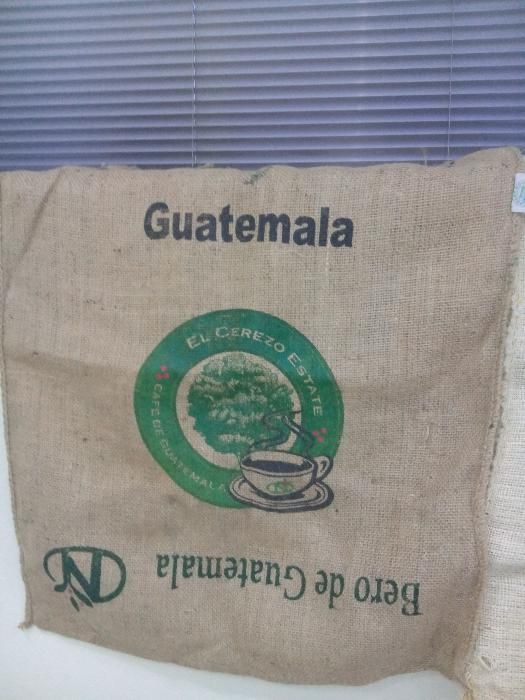 Guatemala
EL CEREZO ESTATE
CAFE DE GUATEMALA
Bero de Guatemala